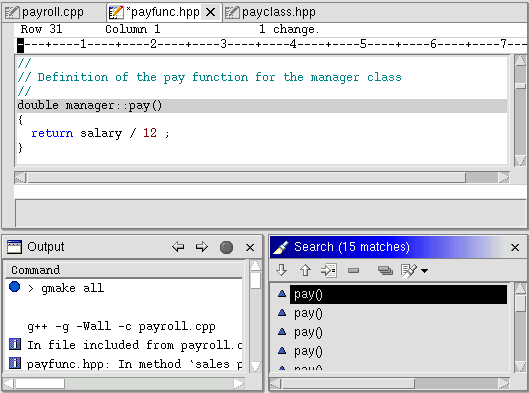 payroll.cpp *payfunc.hpp payclass.hpp
Row 31 Column 1 1 change.
----+----1----+----2----+----3----+----4----+----5----+----6----+----7--
//
// Definition of the pay function for the manager class
//
double manager::pay()
{
return salary / 12 ;
}
Output
Command
> gmake all
g++ -g -Wall -c payroll.cpp
In file included from payroll.c
payfunc.hpp: In method `sales p
Search (15 matches)
pay()
pay()
pay()
pay()
pay()